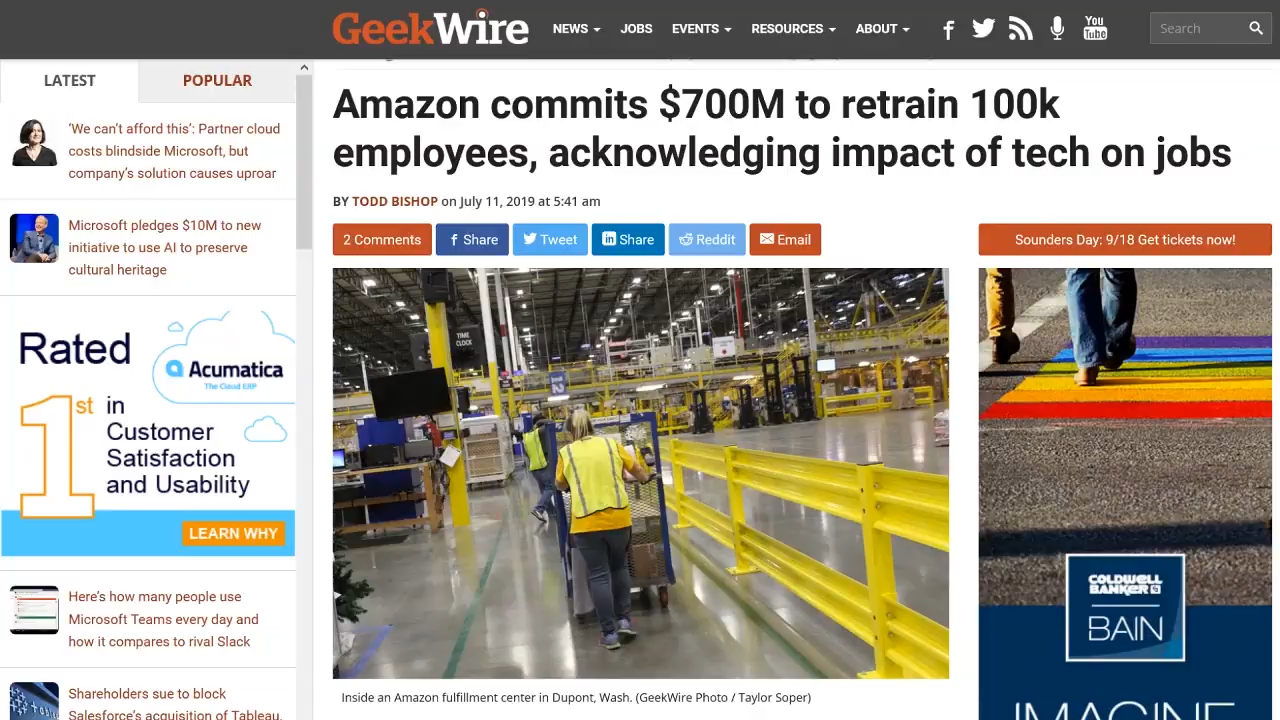 GeekWire
NEWS
JOBS
EVENTS
RESOURCES
ABOUT
You
Tube
Search
LATEST
POPULAR
‘We can’t afford this’: Partner cloud
costs blindside Microsoft, but
company’s solution causes uproar
Microsoft pledges $10M to new
initiative to use AI to preserve
cultural heritage
Rated
1st in
Customer
Satisfaction
and Usability
Acumatica
The Cloud ERP
LEARN WHY
Here’s how many people use
Microsoft Teams every day and
how it compares to rival Slack
Shareholders sue to block
Salesforce’s acquisition of Tableau,
Amazon commits $700M to retrain 100k
employees, acknowledging impact of tech on jobs
BY TODD BISHOP on July 11, 2019 at 5:41 am
2 Comments
Share
Tweet
Share
Reddit
Email
TIME
CLOCK
Inside an Amazon fulfillment center in Dupont, Wash. (GeekWire Photo / Taylor Soper)
Sounders Day: 9/18 Get tickets now!
COLDWELL
BANKER
BAIN
IMAGINE